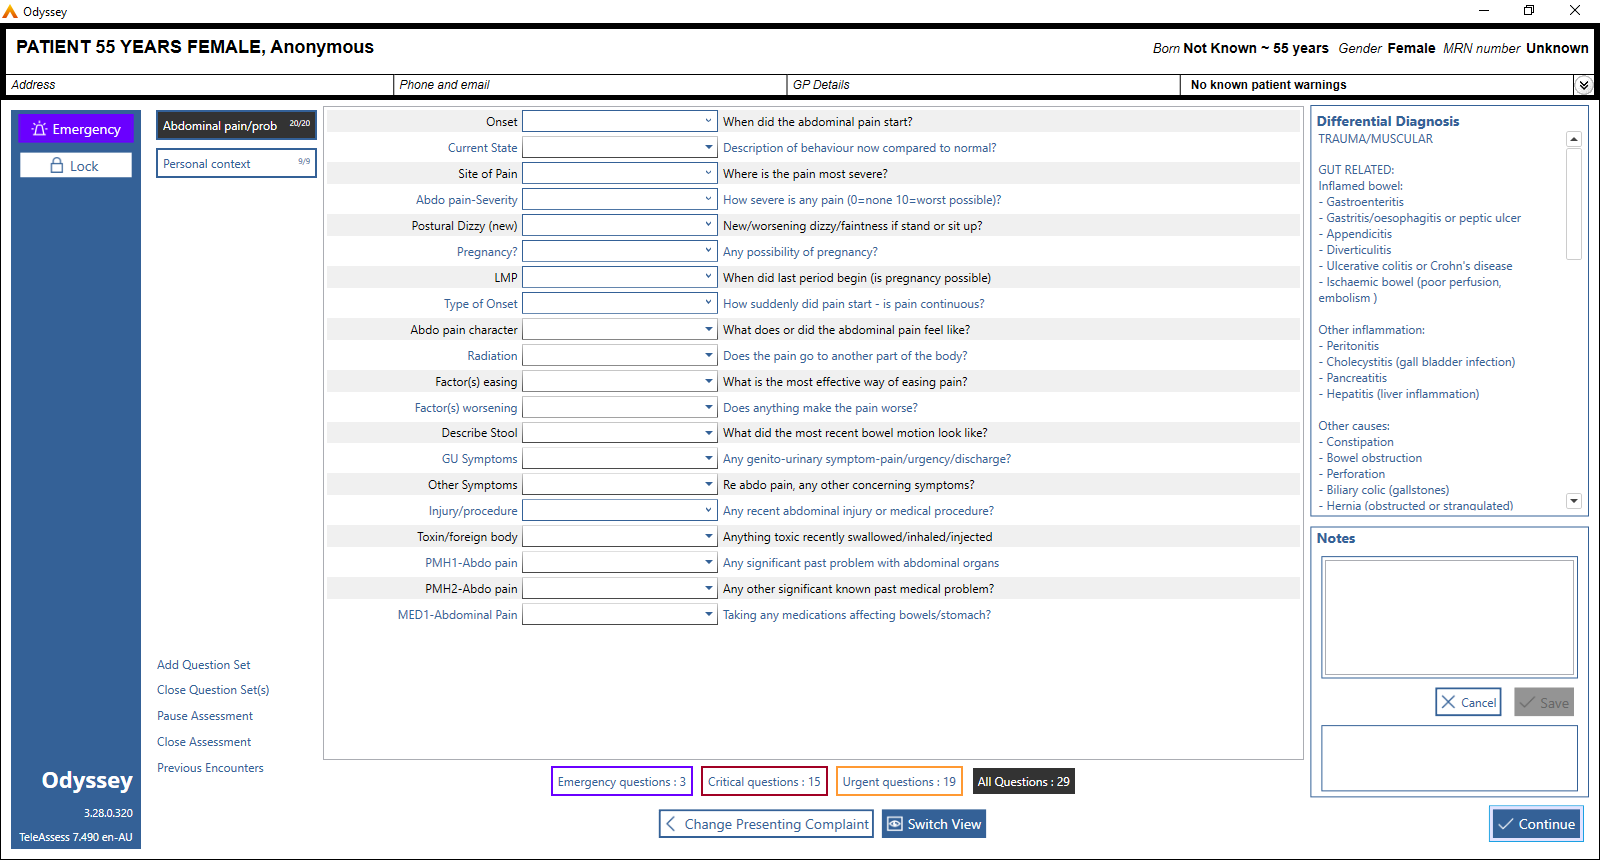 Odyssey
PATIENT 55 YEARS FEMALE, Anonymous
Born Not Known ~ 55 years Gender Female MRN number Unknown
Address
Phone and email
GP Details
No known patient warnings
Emergency
Lock
Abdominal pain/prob 20/20
Personal context 9/9
Onset When did the abdominal pain start?
Current State Description of behaviour now compared to normal?
Site of Pain Where is the pain most severe?
Abdo pain-Severity How severe is any pain (0=none 10=worst possible)?
Postural Dizzy (new) New/worsening dizzy/faintness if stand or sit up?
Pregnancy? Any possibility of pregnancy?
LMP When did last period begin (is pregnancy possible)
Type of Onset How suddenly did pain start - is pain continuous?
Abdo pain character What does or did the abdominal pain feel like?
Radiation Does the pain go to another part of the body?
Factor(s) easing What is the most effective way of easing pain?
Factor(s) worsening Does anything make the pain worse?
Describe Stool What did the most recent bowel motion look like?
GU Symptoms Any genito-urinary symptom-pain/urgency/discharge?
Other Symptoms Re abdo pain, any other concerning symptoms?
Injury/procedure Any recent abdominal injury or medical procedure?
Toxin/foreign body Anything toxic recently swallowed/inhaled/injected
PMH1-Abdo pain Any significant past problem with abdominal organs
PMH2-Abdo pain Any other significant known past medical problem?
MED1-Abdominal Pain Taking any medications affecting bowels/stomach?
Differential Diagnosis
TRAUMA/MUSCULAR
GUT RELATED:
Inflamed bowel:
- Gastroenteritis
- Gastritis/oesophagitis or peptic ulcer
- Appendicitis
- Diverticulitis
- Ulcerative colitis or Crohn's disease
- Ischaemic bowel (poor perfusion,
embolism )
Other inflammation:
- Peritonitis
- Cholecystitis (gall bladder infection)
- Pancreatitis
- Hepatitis (liver inflammation)
Other causes:
- Constipation
- Bowel obstruction
- Perforation
- Biliary colic (gallstones)
- Hernia (obstructed or strangulated)
Notes
Cancel
Save
Add Question Set
Close Question Set(s)
Pause Assessment
Close Assessment
Previous Encounters
Odyssey
3.28.0.320
TeleAssess 7.490 en-AU
Emergency questions : 3
Critical questions : 15
Urgent questions : 19
All Questions : 29
Change Presenting Complaint
Switch View
Continue